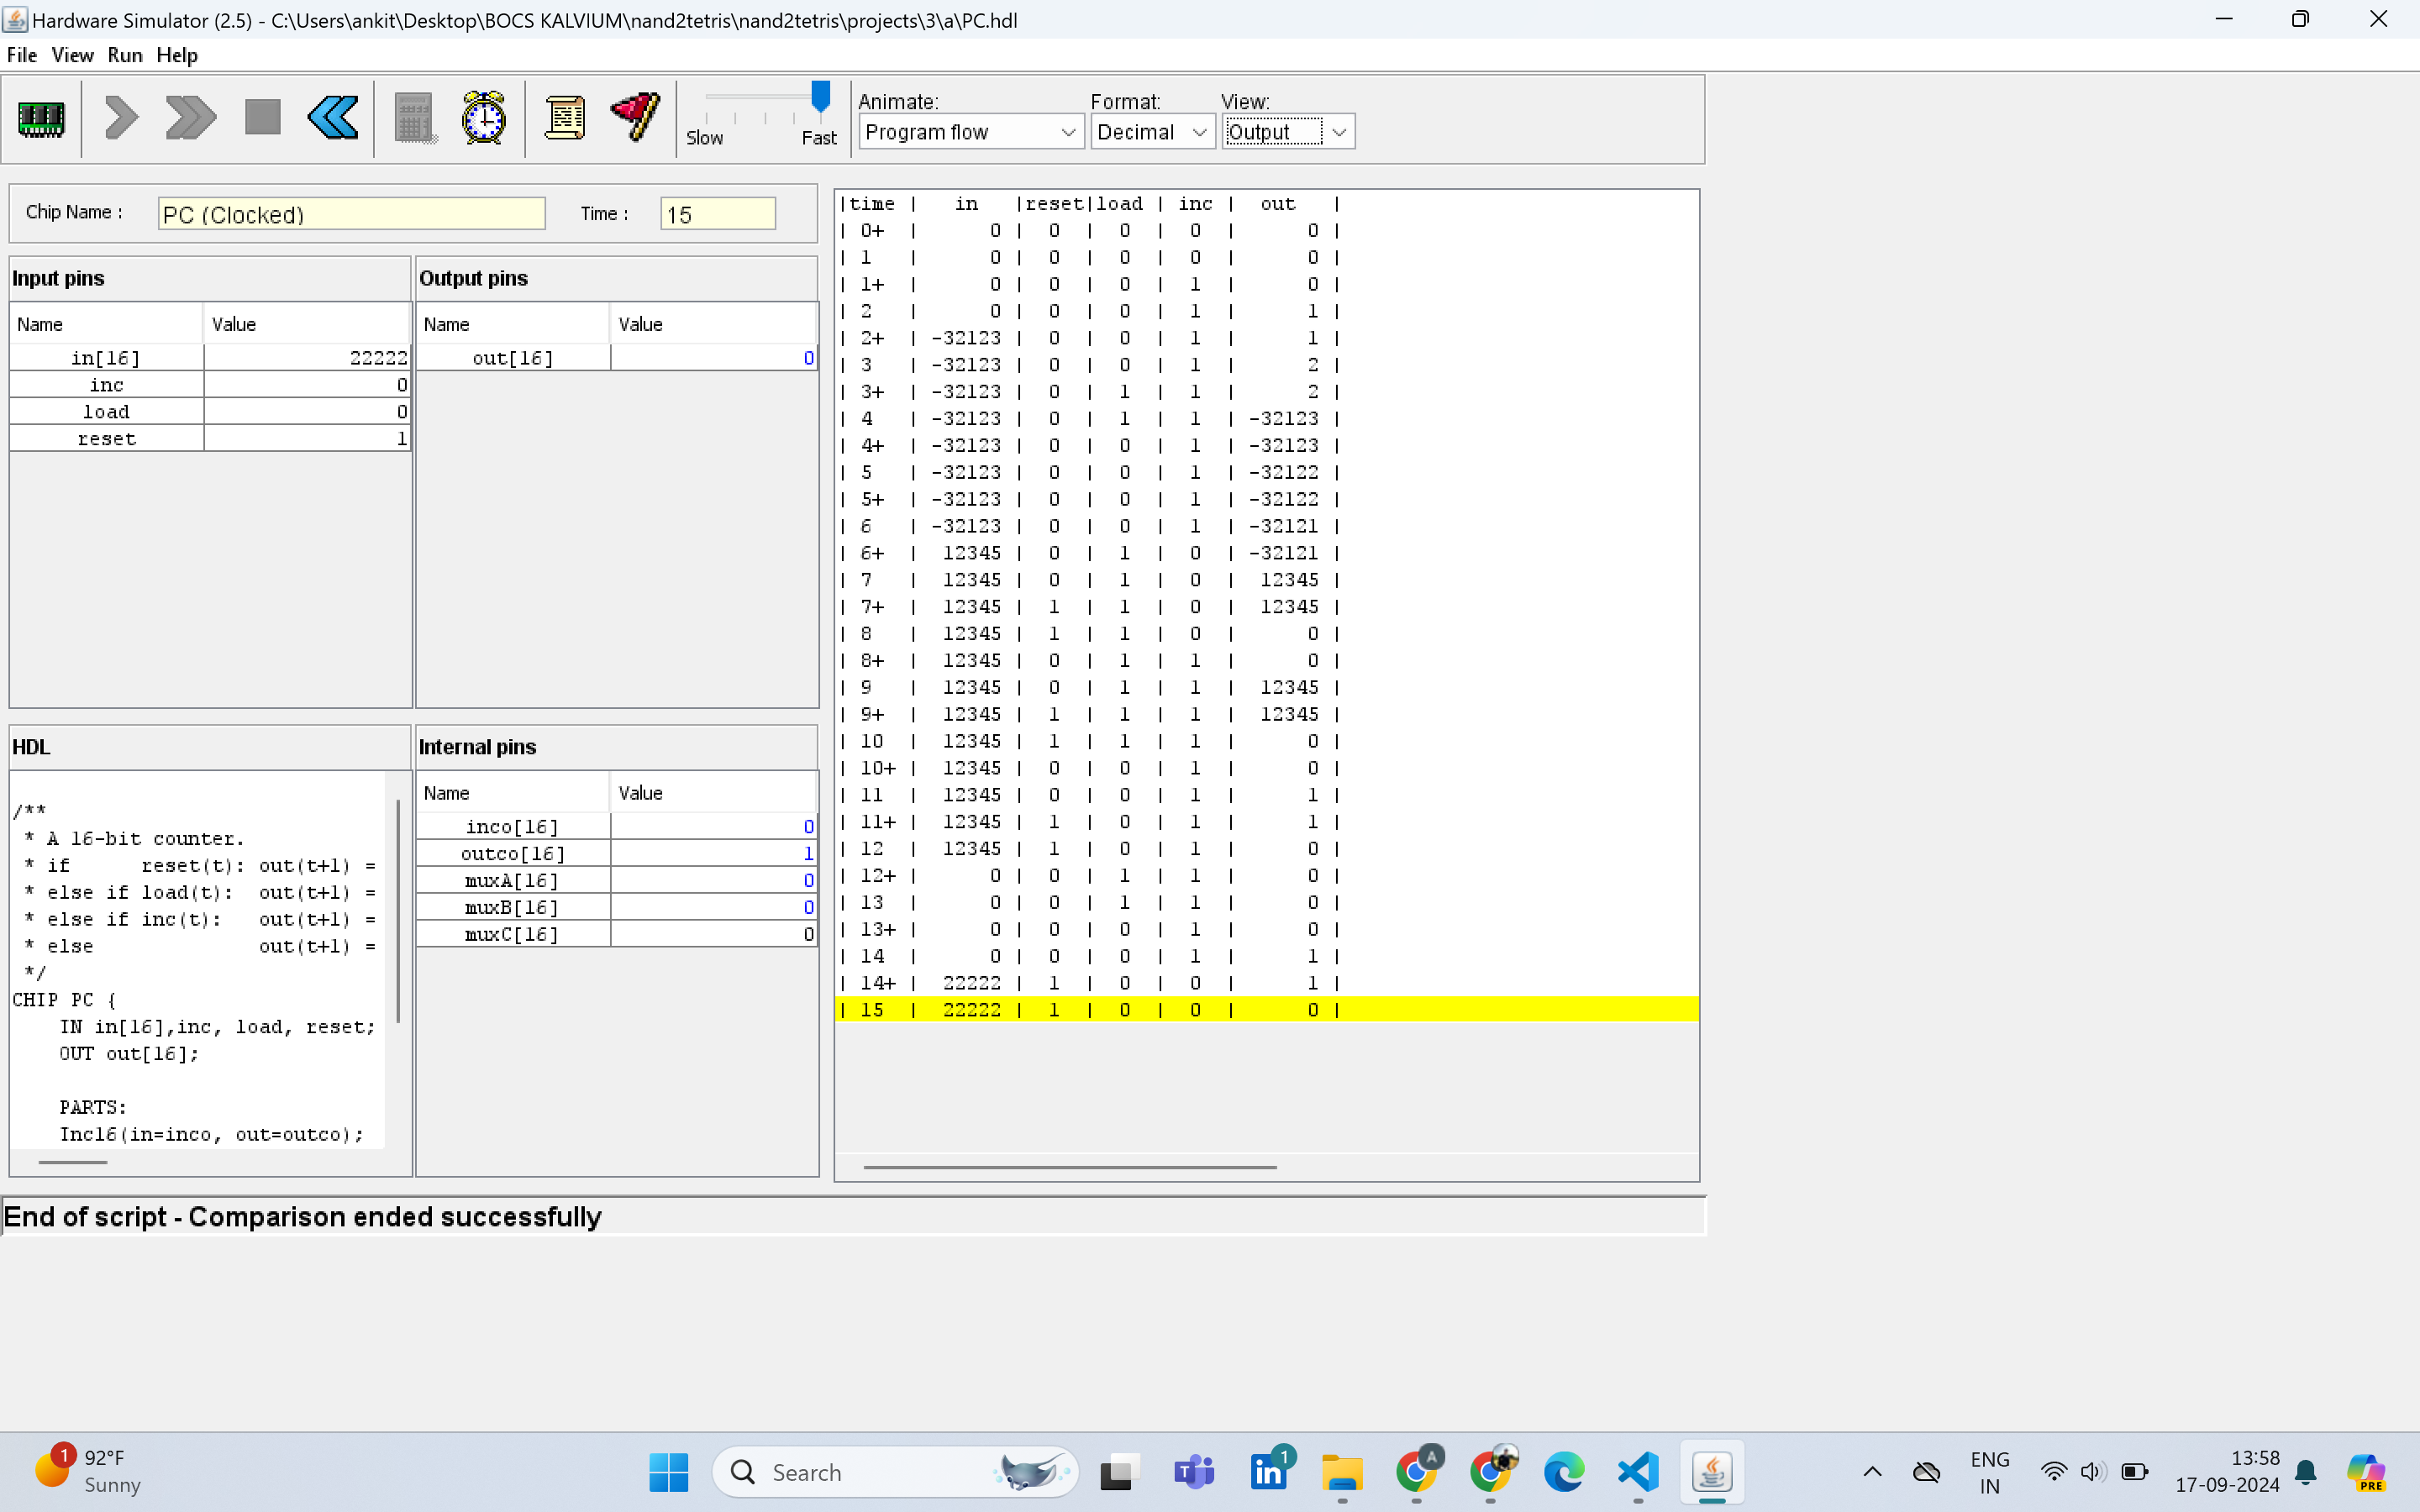 Hardware Simulator (2.5) - C:\Users\ankit\Desktop\BOCS KALVIUM\nand2tetris\nand2tetris\projects\3\a\PC.hdl
File View Run Help
Slow Fast
Animate: Format: View:
Program flow Decimal Output
Chip Name : PC (Clocked) Time : 15
Input pins
Name Value
in[16] 22222
inc 0
load 0
reset 1
Output pins
Name Value
out[16] 0
HDL
/**
* A 16-bit counter.
* if reset(t): out(t+1) =
* else if load(t): out(t+1) =
* else if inc(t): out(t+1) =
* else out(t+1) =
*/
CHIP PC {
IN in[16],inc, load, reset;
OUT out[16];
PARTS:
Inc16(in=inco, out=outco);
Internal pins
Name Value
inco[16] 0
outco[16] 1
muxA[16] 0
muxB[16] 0
muxC[16] 0
|time | in |reset|load | inc | out |
| 0+ | 0 | 0 | 0 | 0 | 0 |
| 1 | 0 | 0 | 0 | 0 | 0 |
| 1+ | 0 | 0 | 0 | 1 | 0 |
| 2 | 0 | 0 | 0 | 1 | 1 |
| 2+ | -32123 | 0 | 0 | 1 | 1 |
| 3 | -32123 | 0 | 0 | 1 | 2 |
| 3+ | -32123 | 0 | 1 | 1 | 2 |
| 4 | -32123 | 0 | 1 | 1 | -32123 |
| 4+ | -32123 | 0 | 0 | 1 | -32123 |
| 5 | -32123 | 0 | 0 | 1 | -32122 |
| 5+ | -32123 | 0 | 0 | 1 | -32122 |
| 6 | -32123 | 0 | 0 | 1 | -32121 |
| 6+ | 12345 | 0 | 1 | 0 | -32121 |
| 7 | 12345 | 0 | 1 | 0 | 12345 |
| 7+ | 12345 | 1 | 1 | 0 | 12345 |
| 8 | 12345 | 1 | 1 | 0 | 0 |
| 8+ | 12345 | 0 | 1 | 1 | 0 |
| 9 | 12345 | 0 | 1 | 1 | 12345 |
| 9+ | 12345 | 1 | 1 | 1 | 12345 |
| 10 | 12345 | 1 | 1 | 1 | 0 |
| 10+ | 12345 | 0 | 0 | 1 | 0 |
| 11 | 12345 | 0 | 0 | 1 | 1 |
| 11+ | 12345 | 1 | 0 | 1 | 1 |
| 12 | 12345 | 1 | 0 | 1 | 0 |
| 12+ | 0 | 0 | 1 | 1 | 0 |
| 13 | 0 | 0 | 1 | 1 | 0 |
| 13+ | 0 | 0 | 0 | 1 | 0 |
| 14 | 0 | 0 | 0 | 1 | 1 |
| 14+ | 22222 | 1 | 0 | 0 | 1 |
| 15 | 22222 | 1 | 0 | 0 | 0 |
End of script - Comparison ended successfully
1
92°F
Sunny
Search
T
in 1
A
ENG
IN
13:58
17-09-2024
PRE